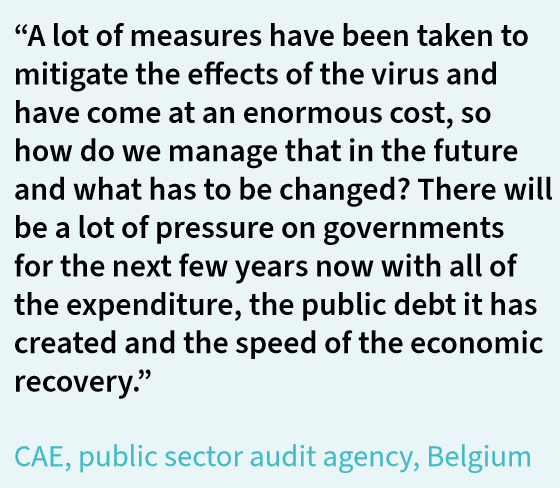 “A lot of measures have been taken to
mitigate the effects of the virus and
have come at an enormous cost, so
how do we manage that in the future
and what has to be changed? There will
be a lot of pressure on governments
for the next few years now with all of
the expenditure, the public debt it has
created and the speed of the economic
recovery.”
CAE, public sector audit agency, Belgium